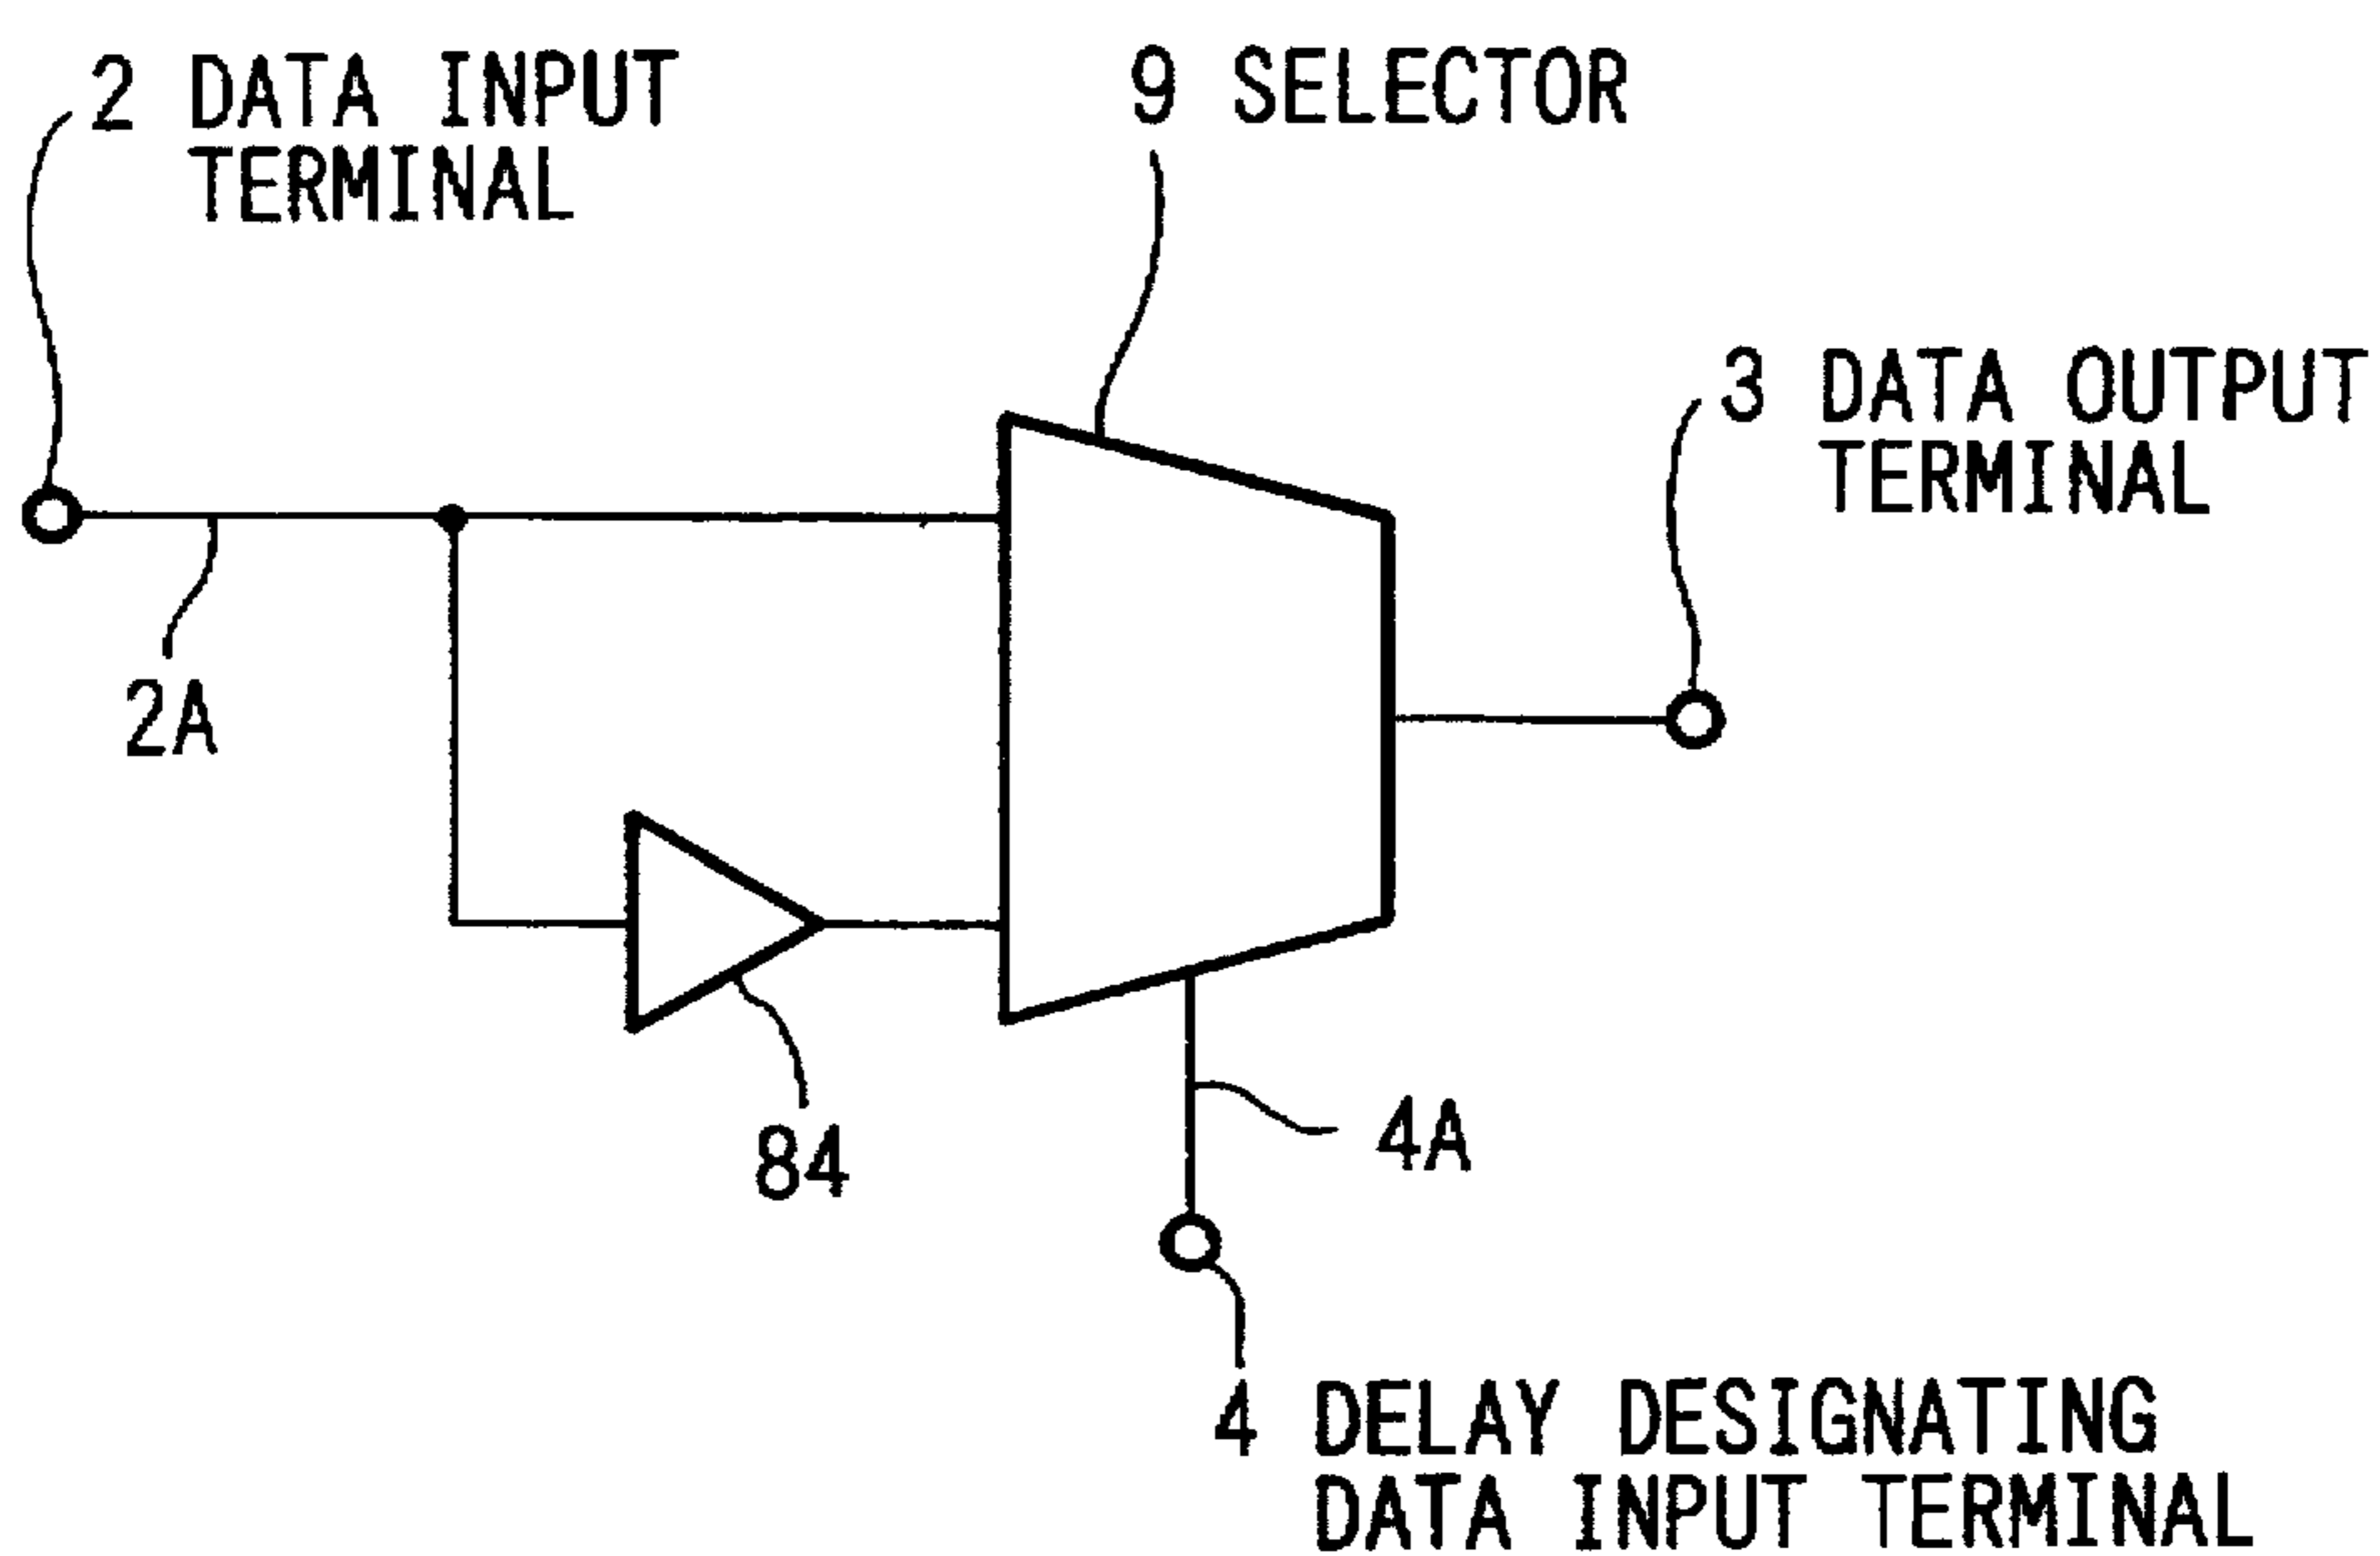 2 DATA INPUT
TERMINAL
9 SELECTOR
3 DATA OUTPUT
TERMINAL
2A
84
4A
4 DELAY DESIGNATING
DATA INPUT TERMINAL